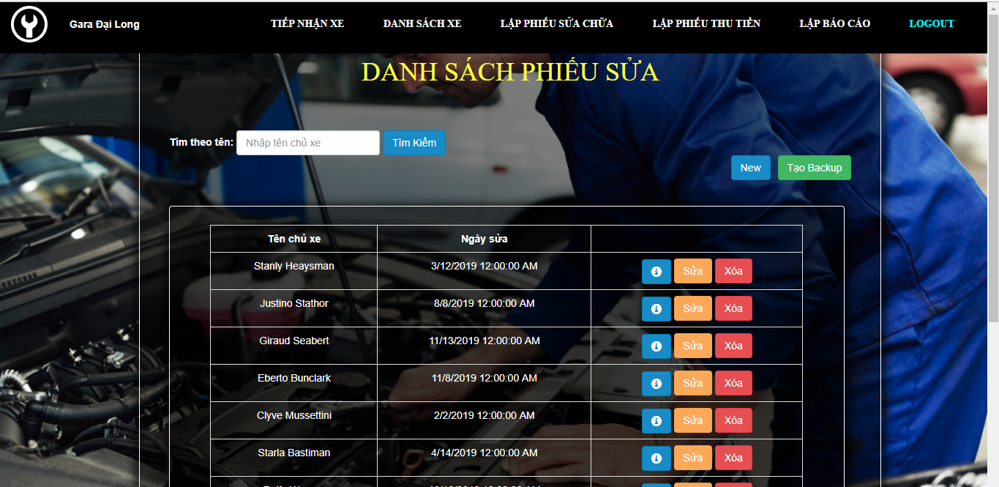 Gara Đại Long TIẾP NHẬN XE DANH SÁCH XE LẬP PHIẾU SỬA CHỮA LẬP PHIẾU THU TIỀN LẬP BÁO CÁO LOGOUT
DANH SÁCH PHIẾU SỬA
Tìm theo tên: Nhập tên chủ xe Tìm Kiếm
New Tạo Backup
Tên chủ xe Ngày sửa
Stanly Heaysman 3/12/2019 12:00:00 AM Sửa Xóa
Justino Stathor 8/8/2019 12:00:00 AM Sửa Xóa
Giraud Seabert 11/13/2019 12:00:00 AM Sửa Xóa
Eberto Bunclark 11/8/2019 12:00:00 AM Sửa Xóa
Clyve Mussettini 2/2/2019 12:00:00 AM Sửa Xóa
Starla Bastiman 4/14/2019 12:00:00 AM Sửa Xóa